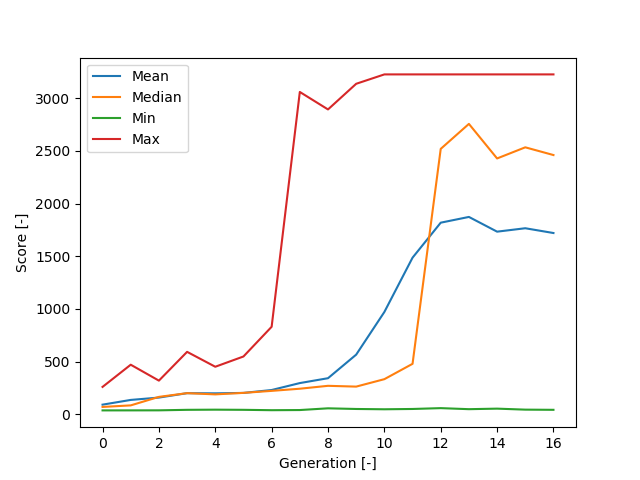 Mean
Median
Min
Max
3000
2500
2000
1500
1000
500
0
Score [-]
0 2 4 6 8 10 12 14 16
Generation [-]